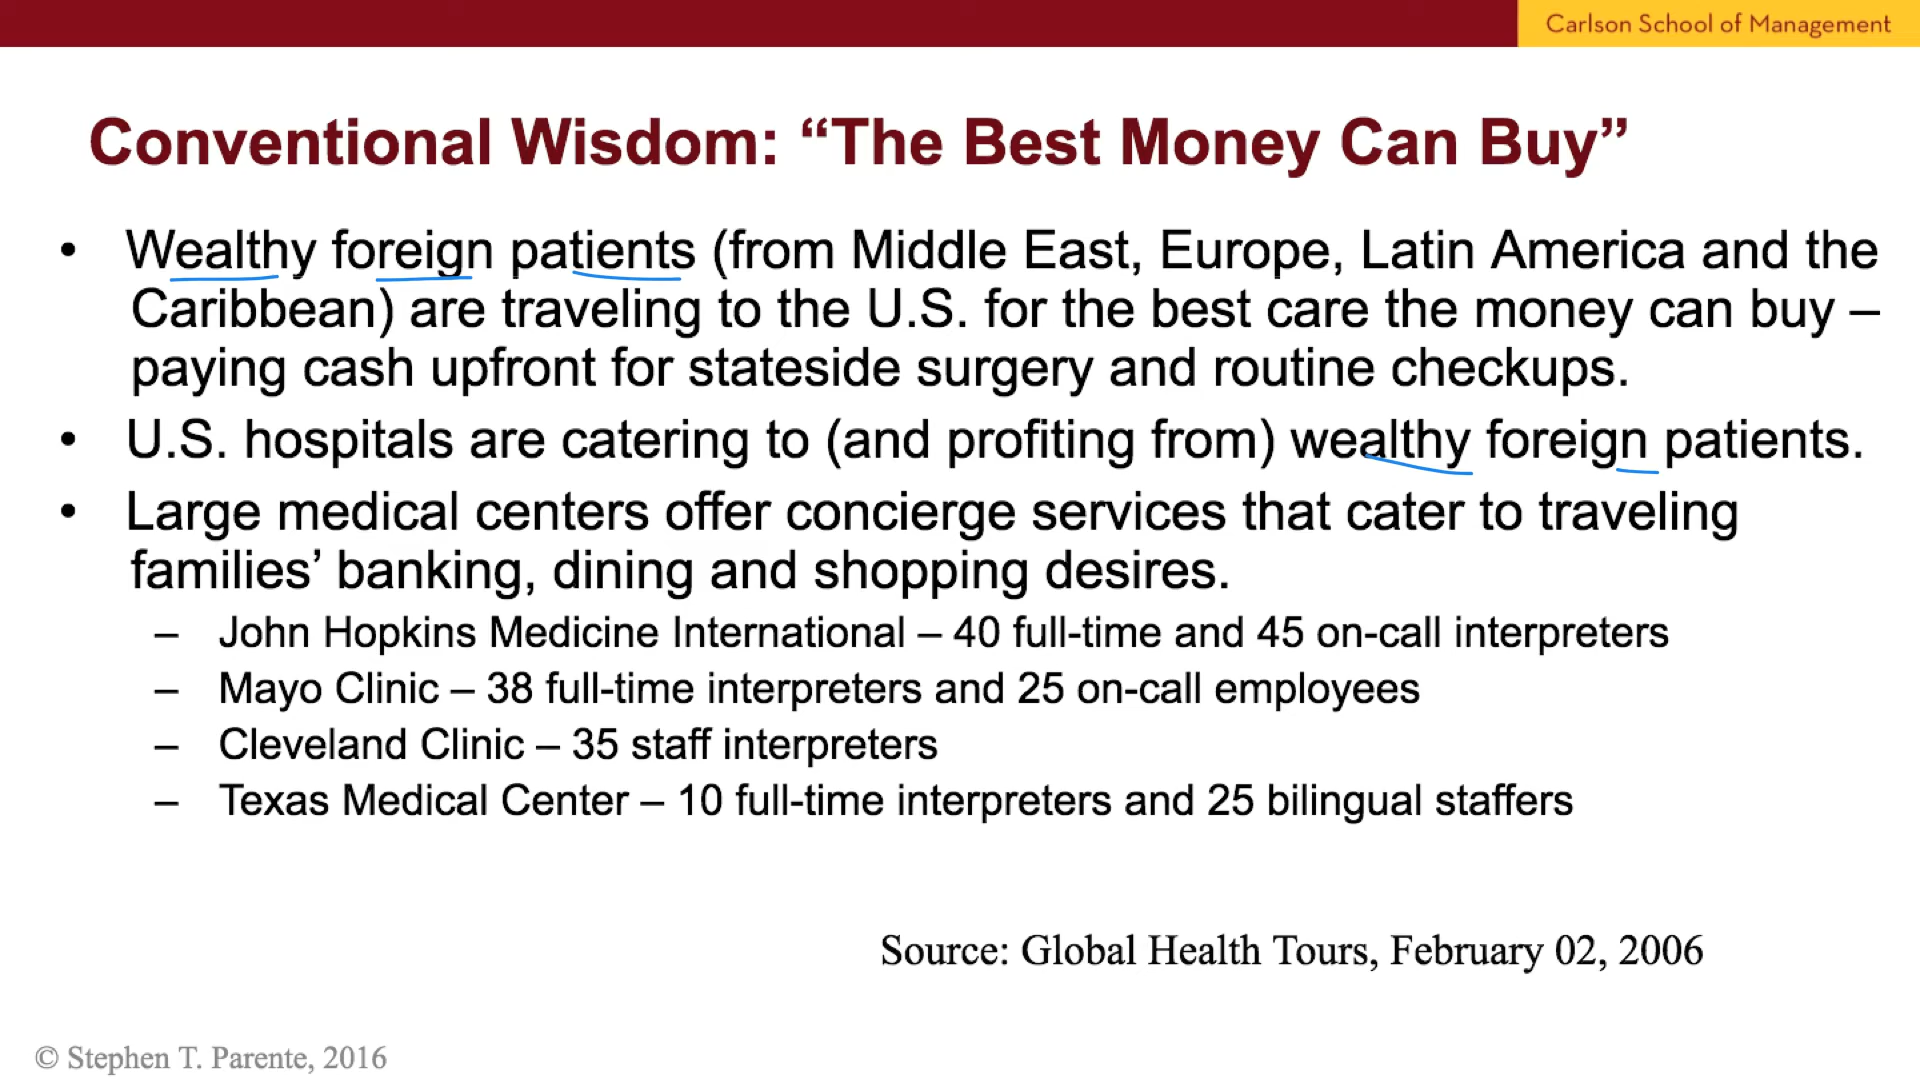 Carlson School of Management
Conventional Wisdom: “The Best Money Can Buy”
• Wealthy foreign patients (from Middle East, Europe, Latin America and the
Caribbean) are traveling to the U.S. for the best care the money can buy –
paying cash upfront for stateside surgery and routine checkups.
• U.S. hospitals are catering to (and profiting from) wealthy foreign patients.
• Large medical centers offer concierge services that cater to traveling
families’ banking, dining and shopping desires.
– John Hopkins Medicine International – 40 full-time and 45 on-call interpreters
– Mayo Clinic – 38 full-time interpreters and 25 on-call employees
– Cleveland Clinic – 35 staff interpreters
– Texas Medical Center – 10 full-time interpreters and 25 bilingual staffers
Source: Global Health Tours, February 02, 2006
© Stephen T. Parente, 2016